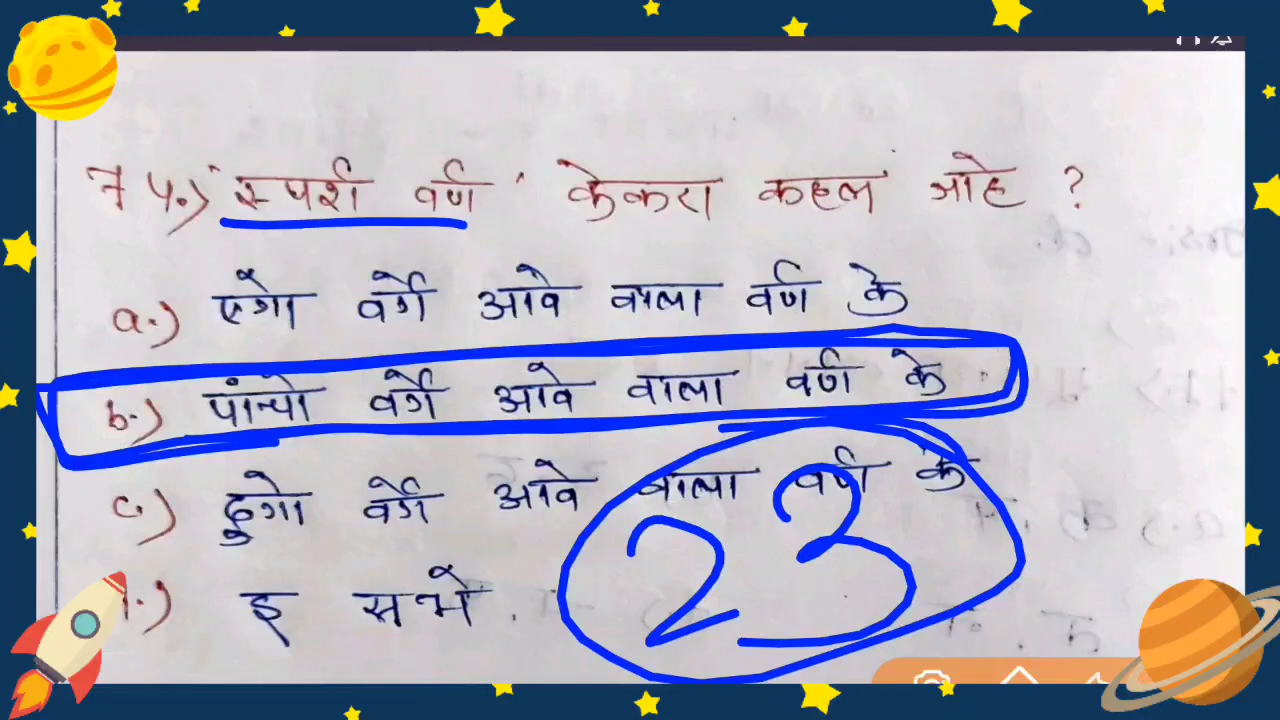 75.) 'स्पर्श वर्ण' केकरा कहल जाहे ?
a.) एगो वर्गे आवे वाला वर्ण के
b.) पांचो वर्गे आवे वाला वर्ण के
c.) दुगो वर्गे आवे वाला वर्ण के
d.) इ सभे.
23